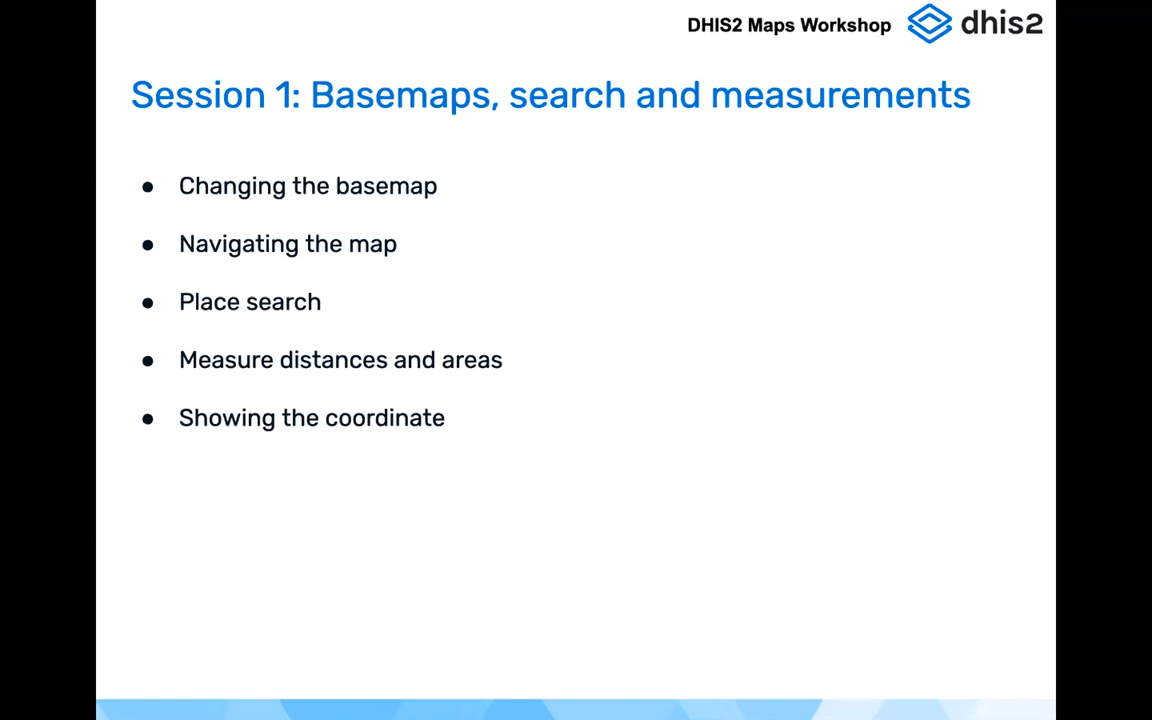 DHIS2 Maps Workshop
dhis2
Session 1: Basemaps, search and measurements
● Changing the basemap
● Navigating the map
● Place search
● Measure distances and areas
● Showing the coordinate